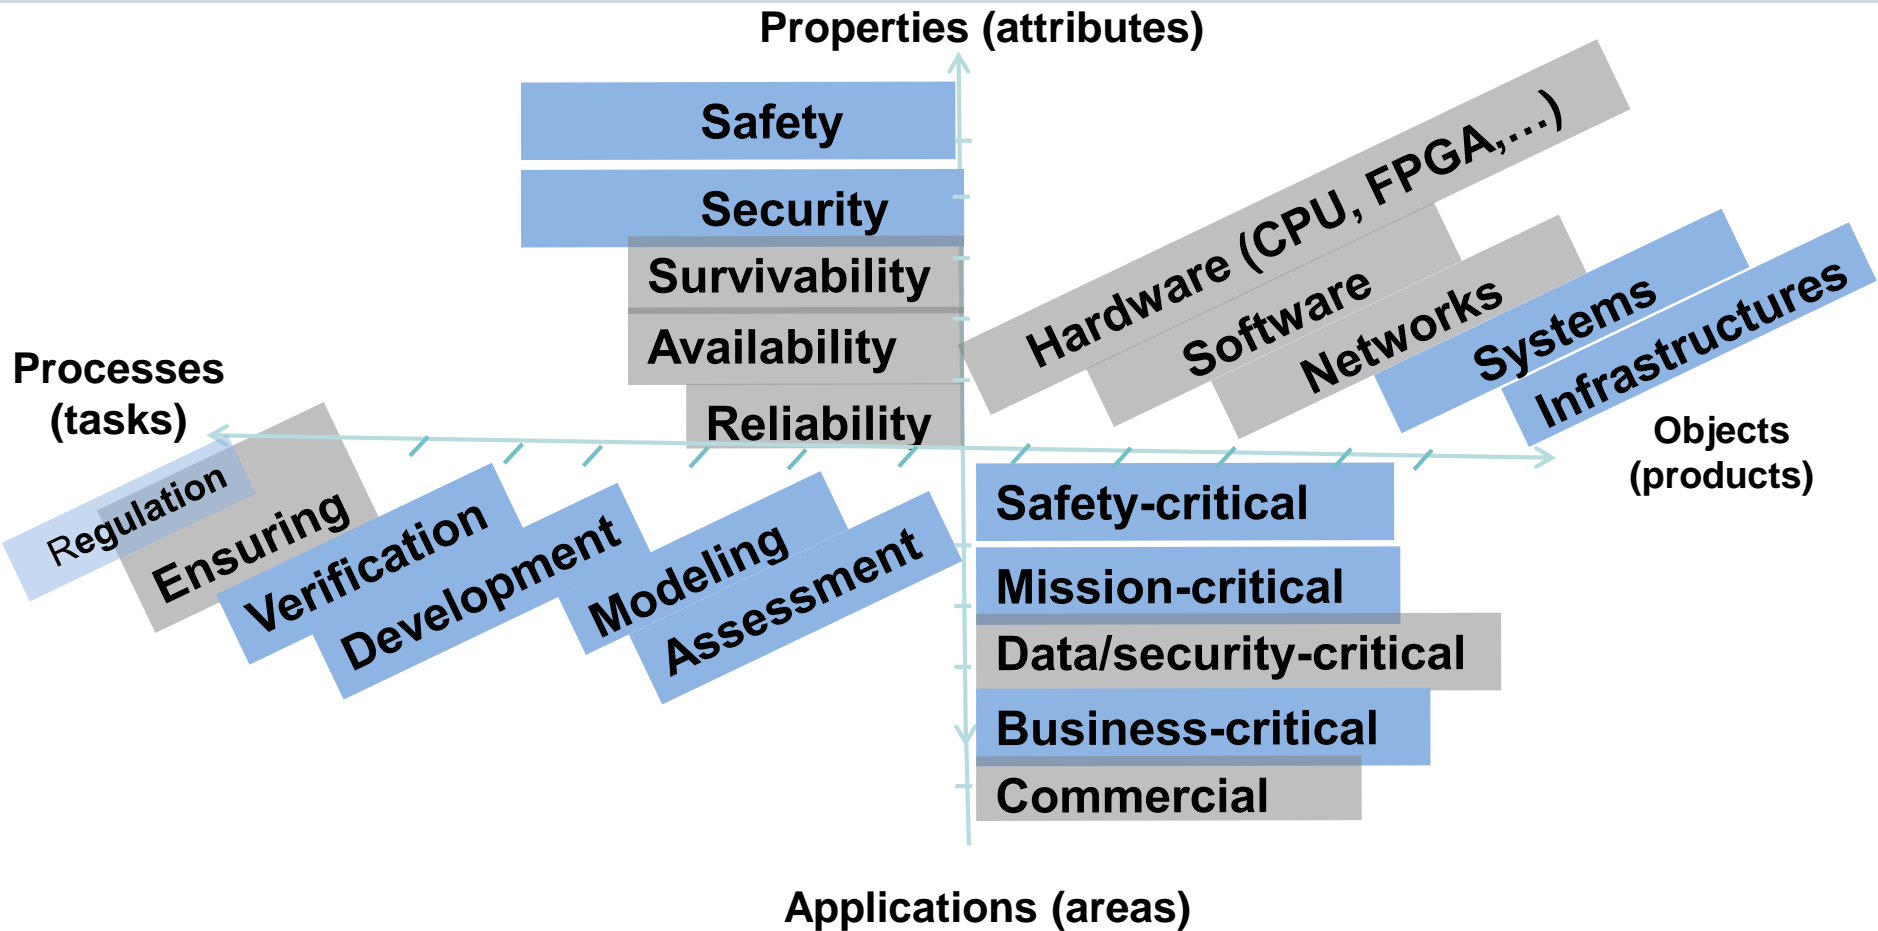 Properties (attributes)
Safety
Security
Survivability
Availability
Reliability
Hardware (CPU, FPGA,...)
Software
Networks
Systems
Infrastructures
Objects
(products)
Processes
(tasks)
Regulation
Ensuring
Verification
Development
Modeling
Assessment
Safety-critical
Mission-critical
Data/security-critical
Business-critical
Commercial
Applications (areas)